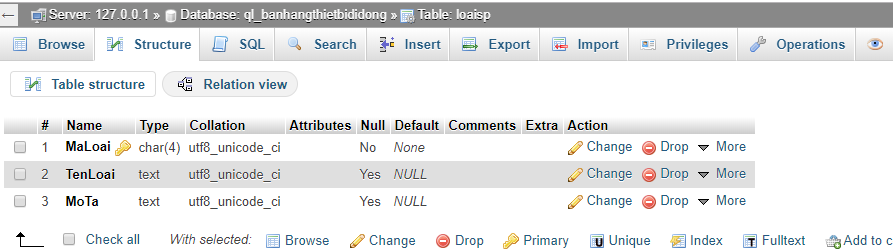 Server: 127.0.0.1 » Database: ql_banhangthietbididong » Table: loaisp
Browse Structure SQL Search Insert Export Import Privileges Operations
Table structure Relation view
# Name Type Collation Attributes Null Default Comments Extra Action
1 MaLoai char(4) utf8_unicode_ci No None Change Drop More
2 TenLoai text utf8_unicode_ci Yes NULL Change Drop More
3 MoTa text utf8_unicode_ci Yes NULL Change Drop More
Check all With selected: Browse Change Drop Primary Unique Index Fulltext Add to c